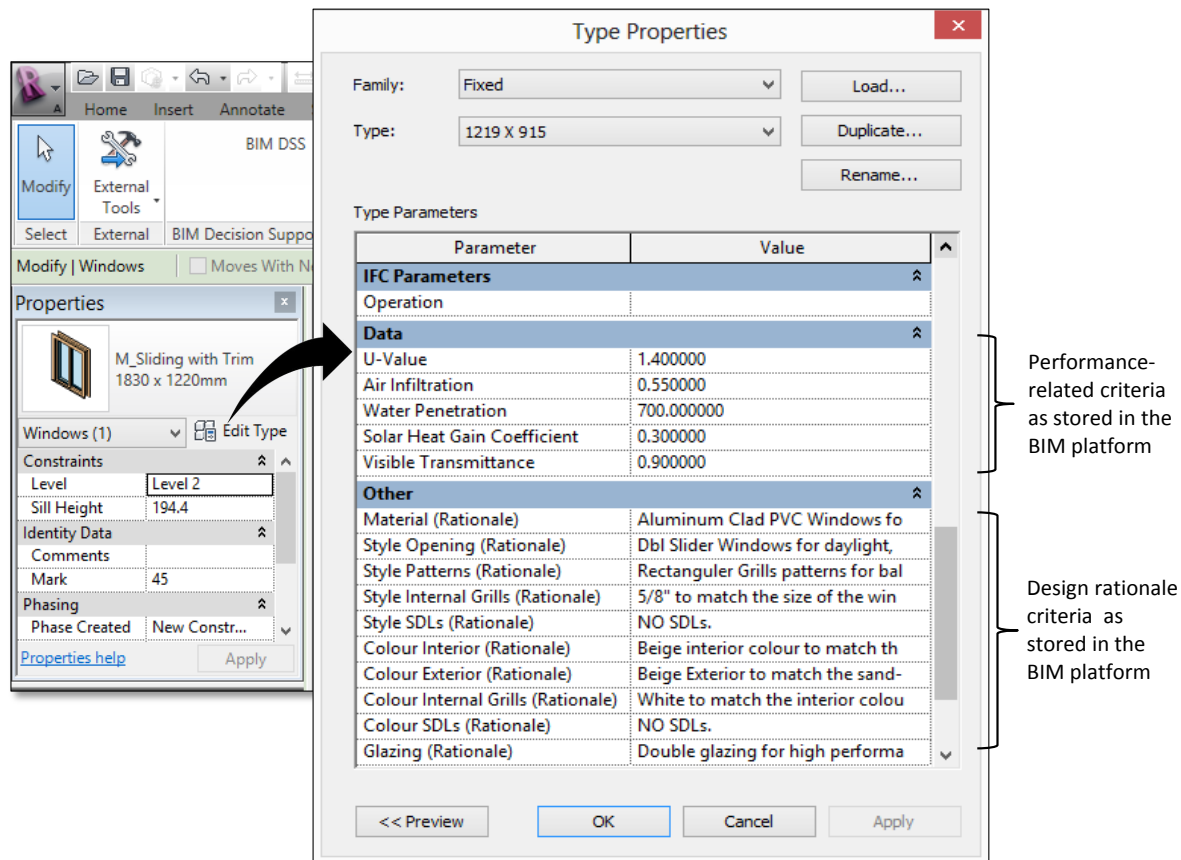 Type Properties
Family:
Fixed
Load...
Type:
1219 X 915
Duplicate...
Rename...
Type Parameters
Parameter Value
IFC Parameters
Operation
Data
U-Value 1.400000
Air Infiltration 0.550000
Water Penetration 700.000000
Solar Heat Gain Coefficient 0.300000
Visible Transmittance 0.900000
Other
Material (Rationale) Aluminum Clad PVC Windows fo
Style Opening (Rationale) Dbl Slider Windows for daylight,
Style Patterns (Rationale) Rectanguler Grills patterns for bal
Style Internal Grills (Rationale) 5/8" to match the size of the win
Style SDLs (Rationale) NO SDLs.
Colour Interior (Rationale) Beige interior colour to match th
Colour Exterior (Rationale) Beige Exterior to match the sand-
Colour Internal Grills (Rationale) White to match the interior colou
Colour SDLs (Rationale) NO SDLs.
Glazing (Rationale) Double glazing for high performa
<< Preview OK Cancel Apply
A
Home Insert Annotate
Modify
External
Tools
BIM DSS
Select External BIM Decision Suppo
Modify | Windows Moves With N
Properties
M_Sliding with Trim
1830 x 1220mm
Windows (1) Edit Type
Constraints
Level Level 2
Sill Height 194.4
Identity Data
Comments
Mark 45
Phasing
Phase Created New Constr...
Properties help Apply
Performance-
related criteria
as stored in the
BIM platform
Design rationale
criteria as
stored in the
BIM platform